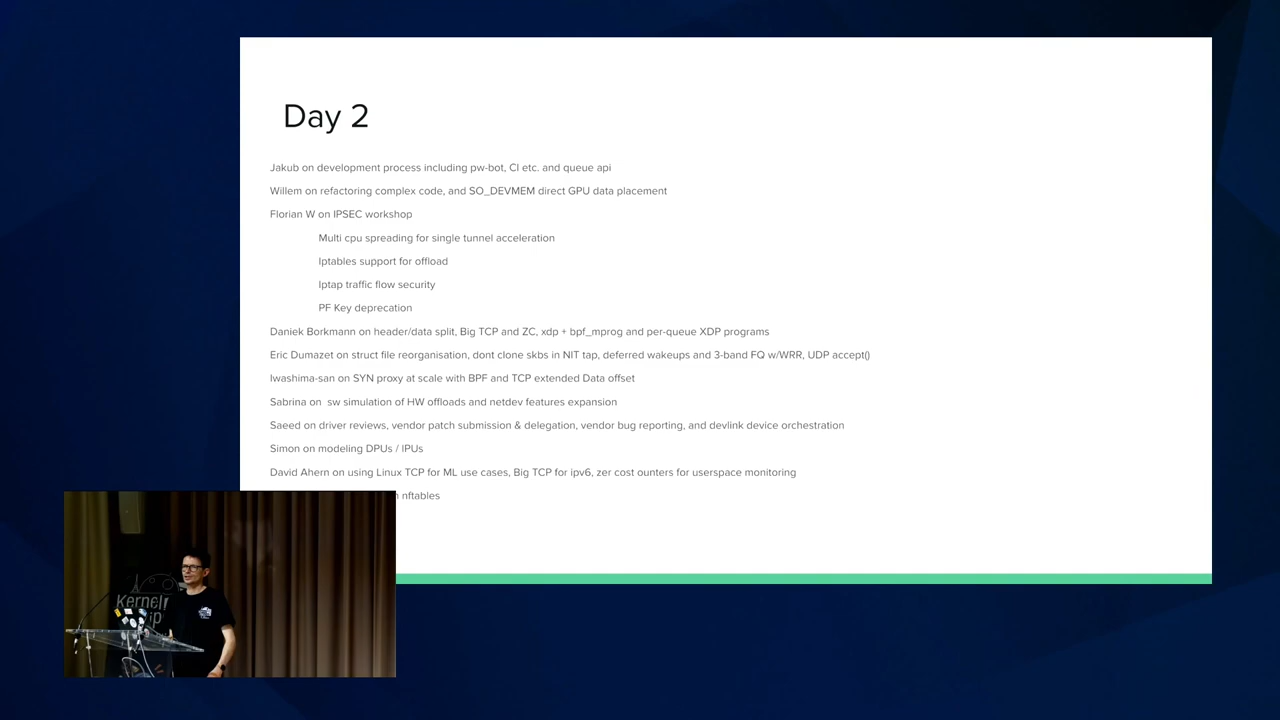 Day 2
Jakub on development process including pw-bot, CI etc. and queue api
Willem on refactoring complex code, and SO_DEVMEM direct GPU data placement
Florian W on IPSEC workshop
Multi cpu spreading for single tunnel acceleration
Iptables support for offload
Iptap traffic flow security
PF Key deprecation
Daniek Borkmann on header/data split, Big TCP and ZC, xdp + bpf_mprog and per-queue XDP programs
Eric Dumazet on struct file reorganisation, dont clone skbs in NIT tap, deferred wakeups and 3-band FQ w/WRR, UDP accept()
Iwashima-san on SYN proxy at scale with BPF and TCP extended Data offset
Sabrina on  sw simulation of HW offloads and netdev features expansion
Saeed on driver reviews, vendor patch submission & delegation, vendor bug reporting, and devlink device orchestration
Simon on modeling DPUs / IPUs
David Ahern on using Linux TCP for ML use cases, Big TCP for ipv6, zer cost ounters for userspace monitoring
nftables